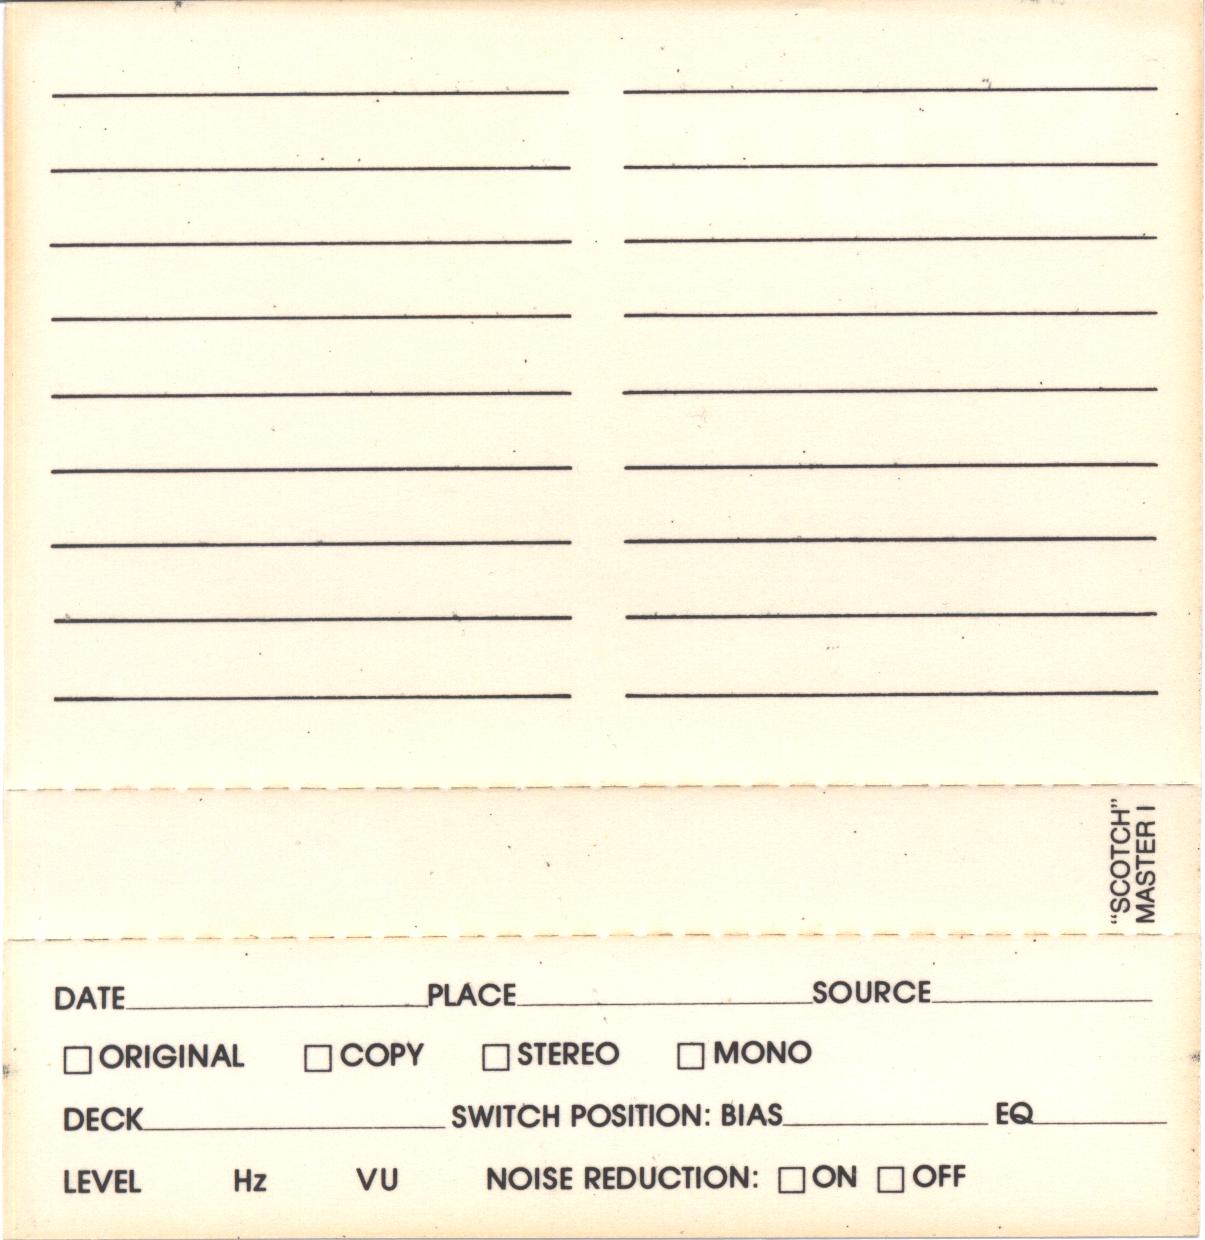 "SCOTCH"
MASTER I
DATE PLACE SOURCE
ORIGINAL COPY STEREO MONO
DECK SWITCH POSITION: BIAS EQ
LEVEL Hz VU NOISE REDUCTION: ON OFF